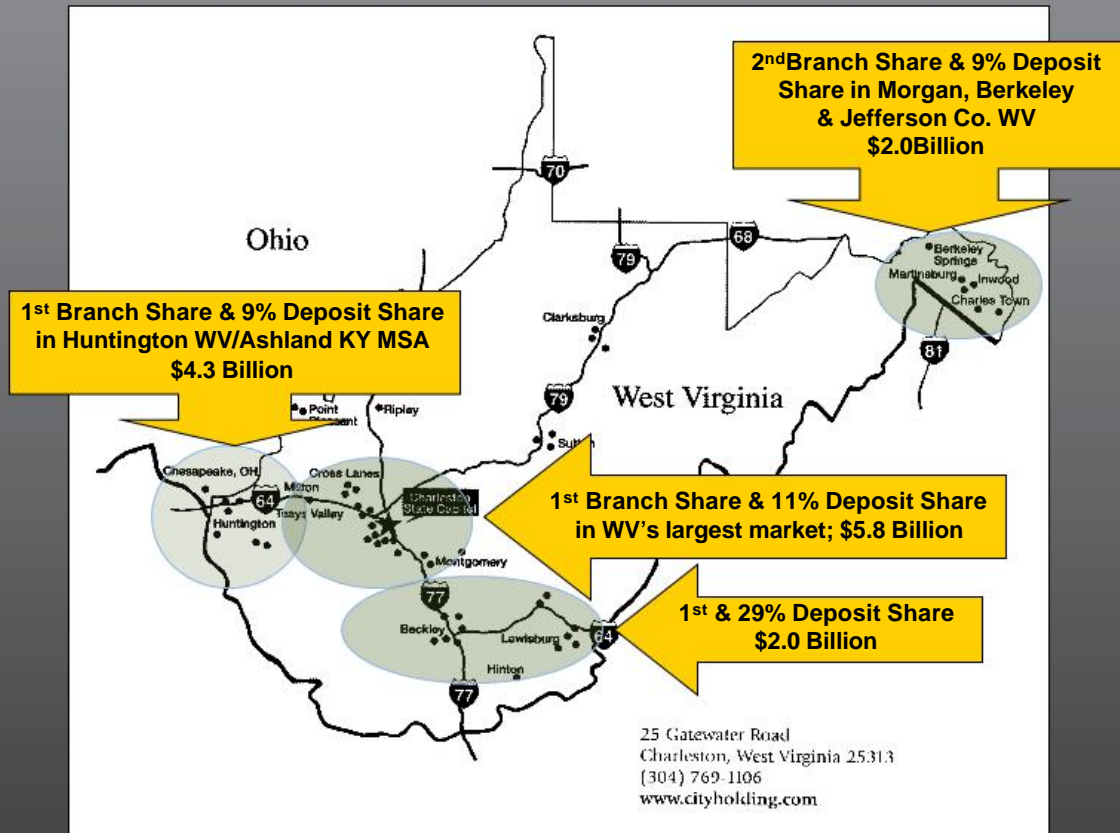 2ndBranch Share & 9% Deposit
Share in Morgan, Berkeley
& Jefferson Co. WV
$2.0Billion
70
Ohio
68
79
Berkeley
Springs
Martinsburg
Inwood
Charles Town
1st Branch Share & 9% Deposit Share
in Huntington WV/Ashland KY MSA
$4.3 Billion
Clarksburg
81
79
West Virginia
Point
Ripley
Sutton
Chesapeake, OH
Cross Lanes
Milton
64
Teays Valley
Huntington
Charleston
State Capitol
1st Branch Share & 11% Deposit Share
in WV's largest market; $5.8 Billion
Montgomery
77
1st & 29% Deposit Share
$2.0 Billion
Beckley
Lewisburg
64
Hinton
77
25 Gatewater Road
Charleston, West Virginia 25313
(304) 769-1106
www.cityholding.com